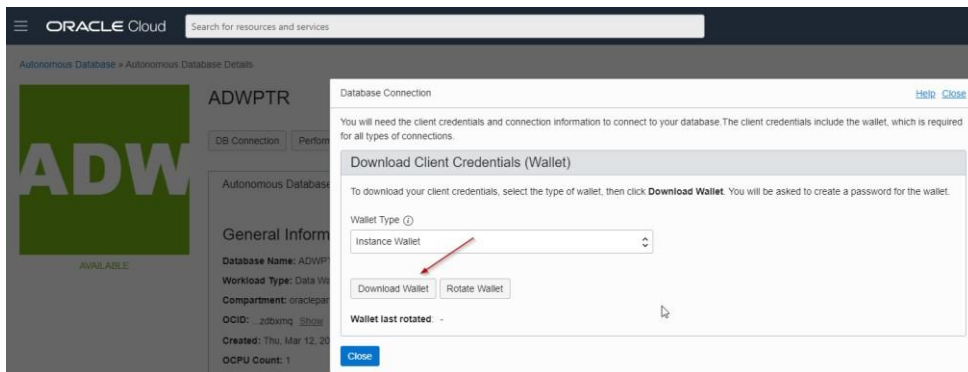 ORACLE Cloud
Search for resources and services
Autonomous Database » Autonomous Database Details
ADW
AVAILABLE
ADWPTR
DB Connection Perfor
Autonomous Database
General Inform
Database Name: ADWP
Workload Type: Data Wa
Compartment: oraclepar
OCID: ...zdbxmq Show
Created: Thu, Mar 12, 20
OCPU Count: 1
Database Connection
Help Close
You will need the client credentials and connection information to connect to your database.The client credentials include the wallet, which is required
for all types of connections.
Download Client Credentials (Wallet)
To download your client credentials, select the type of wallet, then click Download Wallet. You will be asked to create a password for the wallet.
Wallet Type
Instance Wallet
Download Wallet Rotate Wallet
Wallet last rotated: -
Close